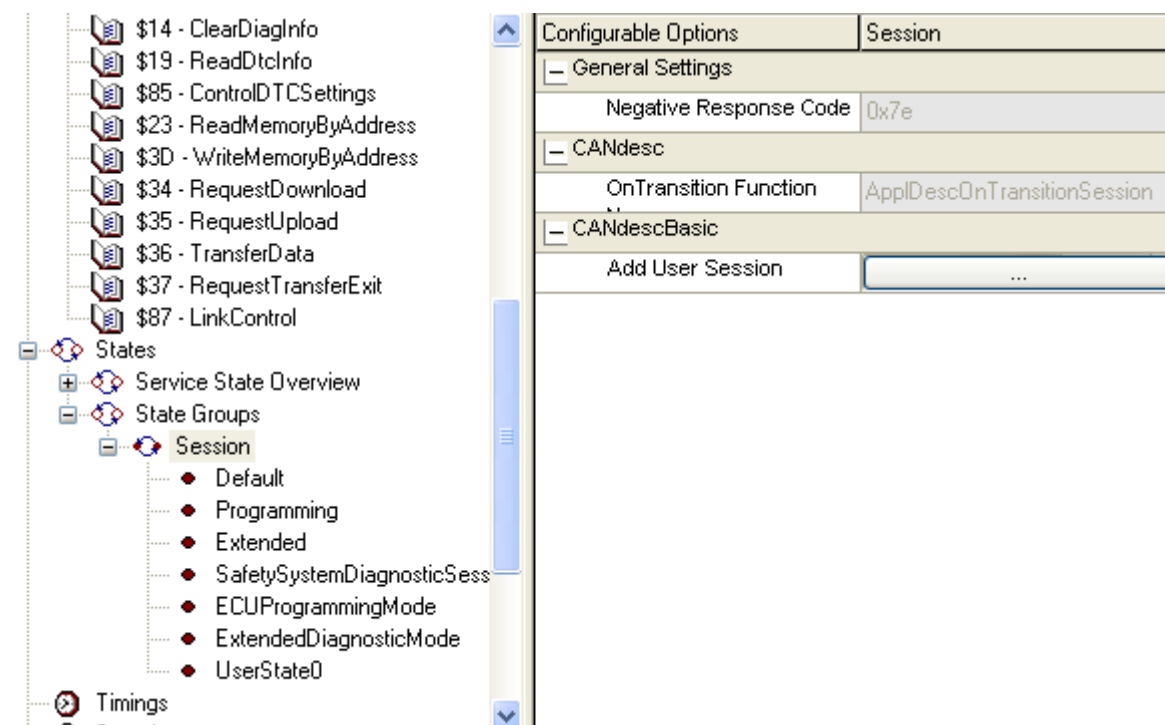 $14 - ClearDiagInfo
$19 - ReadDtcInfo
$85 - ControlDTCSettings
$23 - ReadMemoryByAddress
$3D - WriteMemoryByAddress
$34 - RequestDownload
$35 - RequestUpload
$36 - TransferData
$37 - RequestTransferExit
$87 - LinkControl
States
Service State Overview
State Groups
Session
Default
Programming
Extended
SafetySystemDiagnosticSess
ECUProgrammingMode
ExtendedDiagnosticMode
UserState0
Timings
Configurable Options Session
General Settings
Negative Response Code 0x7e
CANdesc
OnTransition Function ApplDescOnTransitionSession
CANdescBasic
Add User Session ...